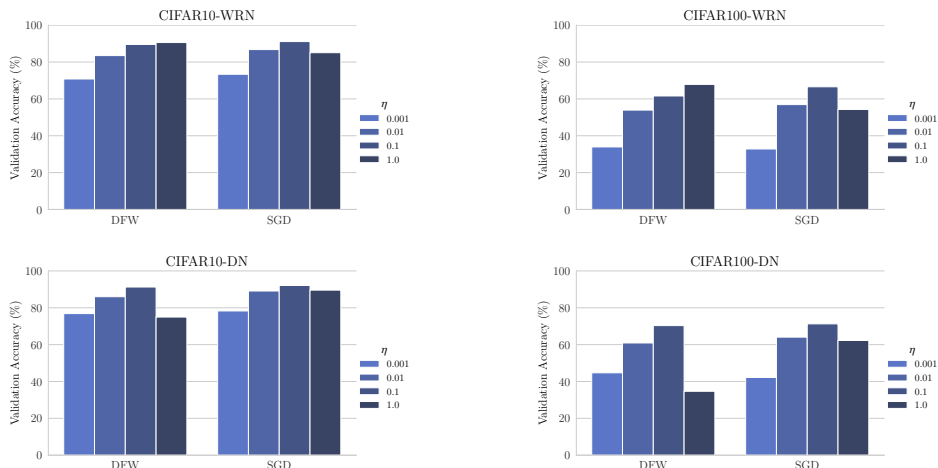 CIFAR10-WRN
Validation Accuracy (%)
100
80
60
40
20
0
DFW
SGD
η
0.001
0.01
0.1
1.0
CIFAR100-WRN
Validation Accuracy (%)
100
80
60
40
20
0
DFW
SGD
η
0.001
0.01
0.1
1.0
CIFAR10-DN
Validation Accuracy (%)
100
80
60
40
20
0
DFW
SGD
η
0.001
0.01
0.1
1.0
CIFAR100-DN
Validation Accuracy (%)
100
80
60
40
20
0
DFW
SGD
η
0.001
0.01
0.1
1.0